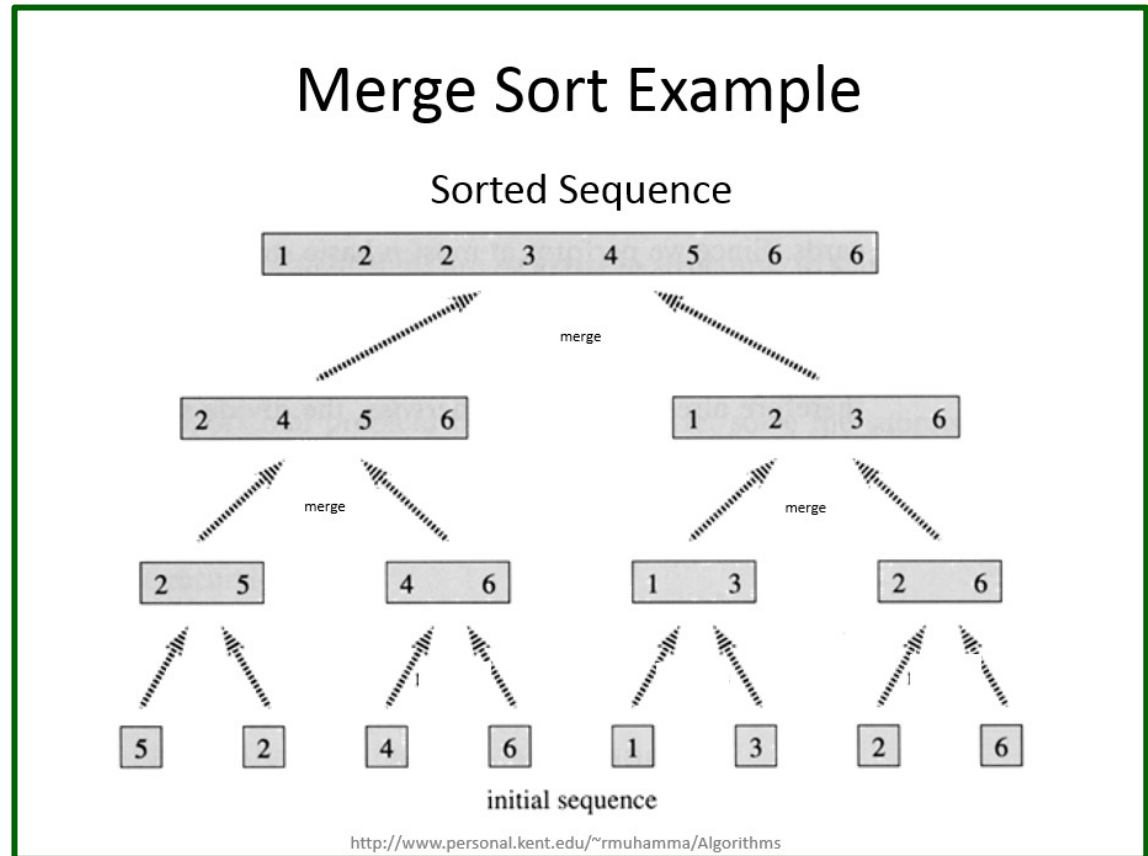 Merge Sort Example
Sorted Sequence
1 2 2 3 4 5 6 6
merge
2 4 5 6
1 2 3 6
merge
merge
2 5
4 6
1 3
2 6
5
2
4
6
1
3
2
6
initial sequence
http://www.personal.kent.edu/~rmuhamma/Algorithms